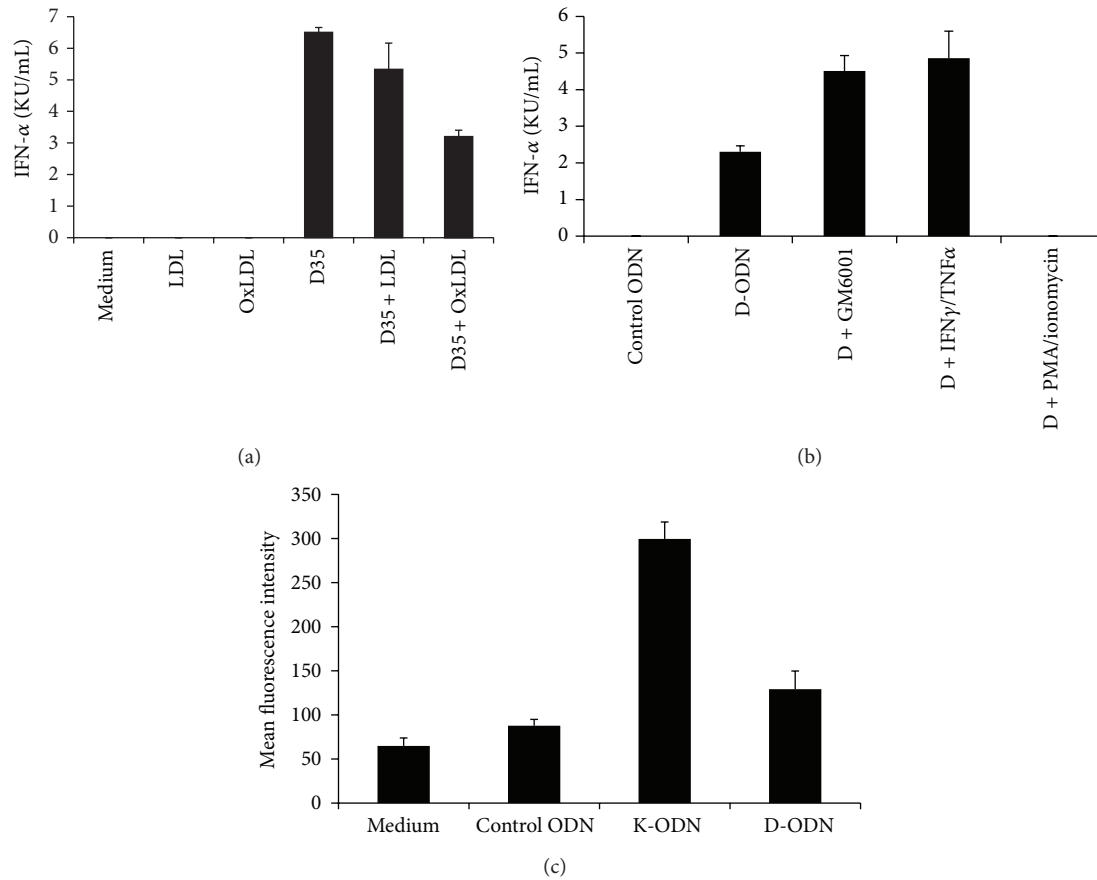 IFN-α (KU/mL)
7
6
5
4
3
2
1
0
Medium
LDL
OxLDL
D35
D35 + LDL
D35 + OxLDL
(a)
IFN-α (KU/mL)
6
5
4
3
2
1
0
Control ODN
D-ODN
D + GM6001
D + IFNγ/TNFα
D + PMA/ionomycin
(b)
Mean fluorescence intensity
350
300
250
200
150
100
50
0
Medium
Control ODN
K-ODN
D-ODN
(c)